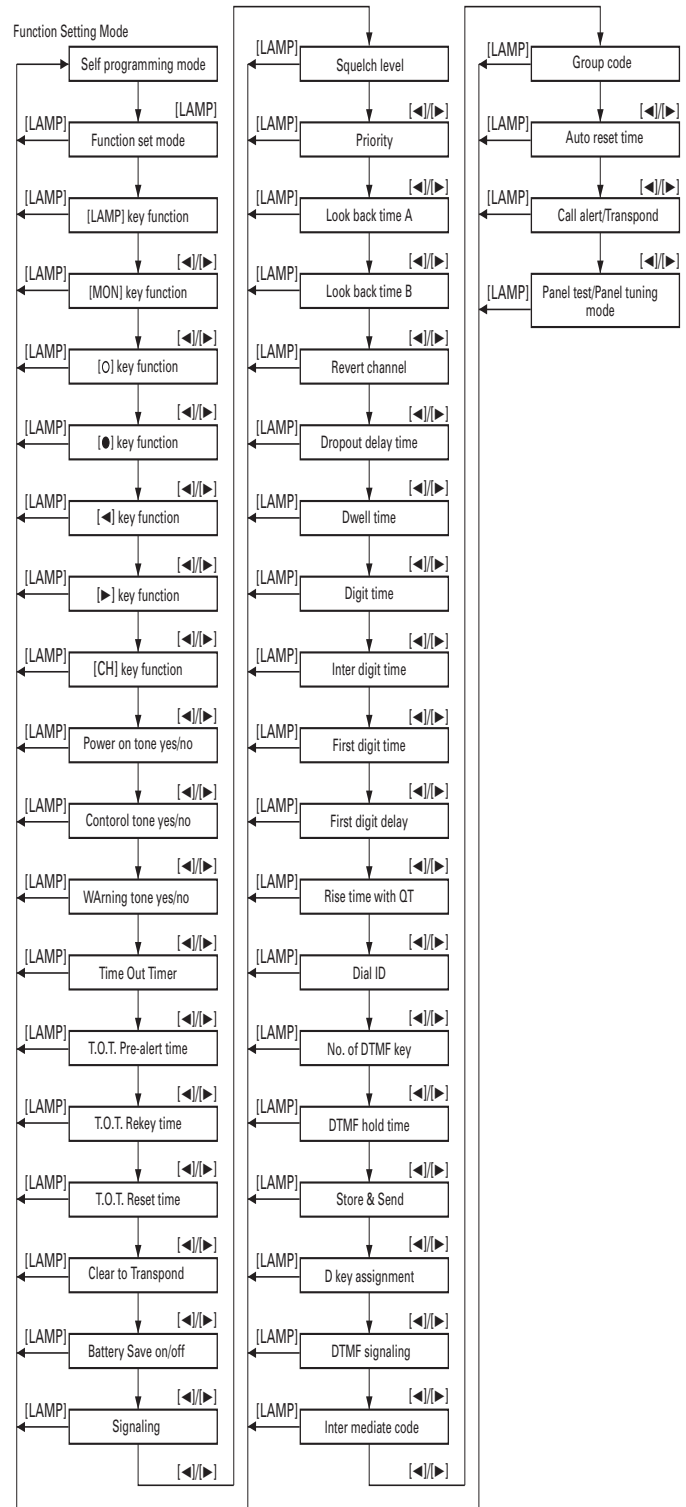 Function Setting Mode
Self programming mode
[LAMP]
[LAMP]
Function set mode
[LAMP]
[LAMP] key function
[◀]/[▶]
[LAMP]
[MON] key function
[◀]/[▶]
[LAMP]
[O] key function
[◀]/[▶]
[LAMP]
[●] key function
[◀]/[▶]
[LAMP]
[◀] key function
[◀]/[▶]
[LAMP]
[▶] key function
[◀]/[▶]
[LAMP]
[CH] key function
[◀]/[▶]
[LAMP]
Power on tone yes/no
[◀]/[▶]
[LAMP]
Contorol tone yes/no
[◀]/[▶]
[LAMP]
WArning tone yes/no
[◀]/[▶]
[LAMP]
Time Out Timer
[◀]/[▶]
[LAMP]
T.O.T. Pre-alert time
[◀]/[▶]
[LAMP]
T.O.T. Rekey time
[◀]/[▶]
[LAMP]
T.O.T. Reset time
[◀]/[▶]
[LAMP]
Clear to Transpond
[◀]/[▶]
[LAMP]
Battery Save on/off
[◀]/[▶]
[LAMP]
Signaling
[◀]/[▶]
[LAMP]
Squelch level
[◀]/[▶]
[LAMP]
Priority
[◀]/[▶]
[LAMP]
Look back time A
[◀]/[▶]
[LAMP]
Look back time B
[◀]/[▶]
[LAMP]
Revert channel
[◀]/[▶]
[LAMP]
Dropout delay time
[◀]/[▶]
[LAMP]
Dwell time
[◀]/[▶]
[LAMP]
Digit time
[◀]/[▶]
[LAMP]
Inter digit time
[◀]/[▶]
[LAMP]
First digit time
[◀]/[▶]
[LAMP]
First digit delay
[◀]/[▶]
[LAMP]
Rise time with QT
[◀]/[▶]
[LAMP]
Dial ID
[◀]/[▶]
[LAMP]
No. of DTMF key
[◀]/[▶]
[LAMP]
DTMF hold time
[◀]/[▶]
[LAMP]
Store & Send
[◀]/[▶]
[LAMP]
D key assignment
[◀]/[▶]
[LAMP]
DTMF signaling
[◀]/[▶]
[LAMP]
Inter mediate code
[◀]/[▶]
[LAMP]
Group code
[◀]/[▶]
[LAMP]
Auto reset time
[◀]/[▶]
[LAMP]
Call alert/Transpond
[◀]/[▶]
[LAMP]
Panel test/Panel tuning
mode